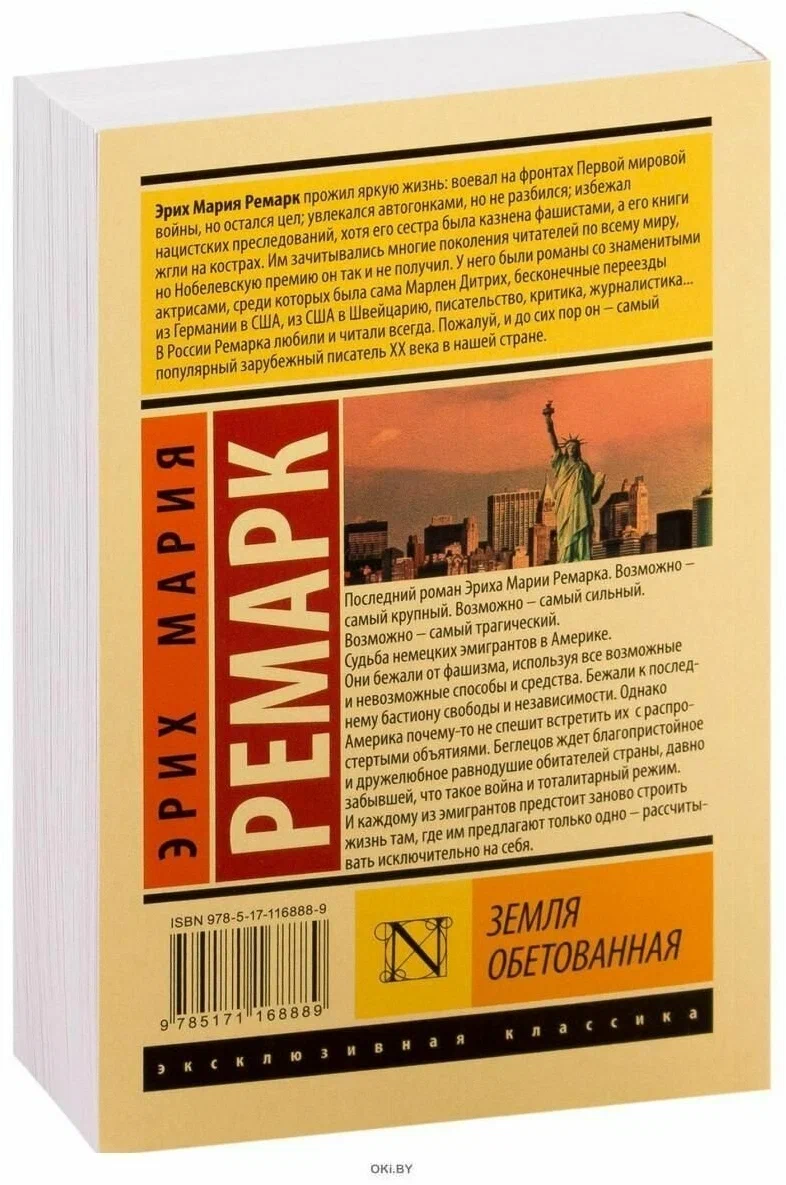 Эрих Мария Ремарк прожил яркую жизнь: воевал на фронтах Первой мировой
войны, но остался цел; увлекался автогонками, но не разбился; избежал
нацистских преследований, хотя его сестра была казнена фашистами, а его книги
жгли на кострах. Им зачитывались многие поколения читателей по всему миру,
но Нобелевскую премию он так и не получил. У него были романы со знаменитыми
актрисами, среди которых была сама Марлен Дитрих, бесконечные переезды
из Германии в США, из США в Швейцарию, писательство, критика, журналистика...
В России Ремарка любили и читали всегда. Пожалуй, и до сих пор он – самый
популярный зарубежный писатель XX века в нашей стране.
ЭРИХ МАРИЯ
РЕМАРК
Последний роман Эриха Марии Ремарка. Возможно –
самый крупный. Возможно – самый сильный.
Возможно – самый трагический.
Судьба немецких эмигрантов в Америке.
Они бежали от фашизма, используя все возможные
и невозможные способы и средства. Бежали к послед-
нему бастиону свободы и независимости. Однако
Америка почему-то не спешит встретить их с распро-
стертыми объятиями. Беглецов ждет благопристойное
и дружелюбное равнодушие обитателей страны, давно
забывшей, что такое война и тоталитарный режим.
И каждому из эмигрантов предстоит заново строить
жизнь там, где им предлагают только одно – рассчиты-
вать исключительно на себя.
ISBN 978-5-17-116888-9
9 785171 168889
N
ЗЕМЛЯ
ОБЕТОВАННАЯ
эксклюзивная классика
OKi.BY